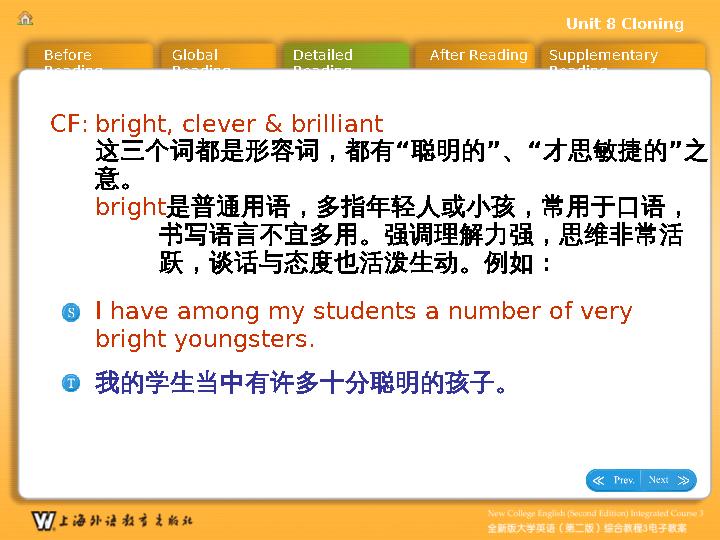 Unit 8 Cloning
Before Reading
Global Reading
Detailed Reading
After Reading
Supplementary Reading
CF: bright, clever & brilliant
这三个词都是形容词，都有“聪明的”、“才思敏捷的”之
意。
bright是普通用语，多指年轻人或小孩，常用于口语，
书写语言不宜多用。强调理解力强，思维非常活
跃，谈话与态度也活泼生动。例如：
S I have among my students a number of very
bright youngsters.
T 我的学生当中有许多十分聪明的孩子。
Prev. Next
W 上海外语教育出版社
New College English (Second Edition) Integrated Course 3
全新版大学英语（第二版）综合教程3电子教案